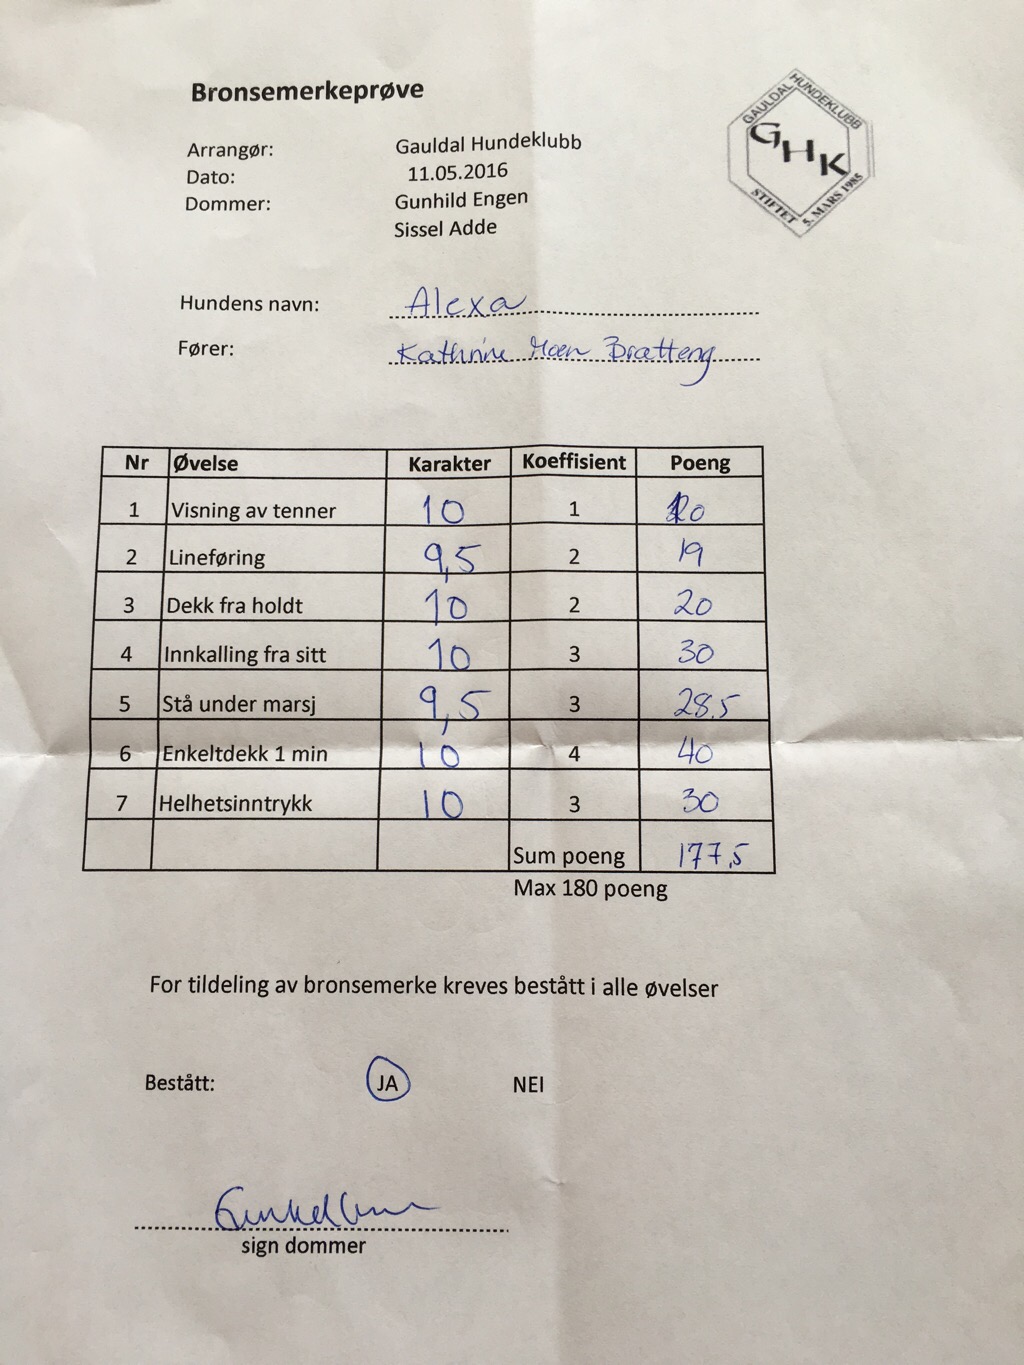 Bronsemerkeprøve
GAULDAL HUNDEKLUBB
GHK
STIFTET 5. MARS 1985
Arrangør: Gauldal Hundeklubb
Dato: 11.05.2016
Dommer: Gunhild Engen
Sissel Adde
Hundens navn: Alexa
Fører: Kathrine Moen Bratteng
Nr Øvelse Karakter Koeffisient Poeng
1 Visning av tenner 10 1 10
2 Lineføring 9,5 2 19
3 Dekk fra holdt 10 2 20
4 Innkalling fra sitt 10 3 30
5 Stå under marsj 9,5 3 28,5
6 Enkeltdekk 1 min 10 4 40
7 Helhetsinntrykk 10 3 30
Sum poeng 177,5
Max 180 poeng
For tildeling av bronsemerke kreves bestått i alle øvelser
Bestått: JA NEI
sign dommer